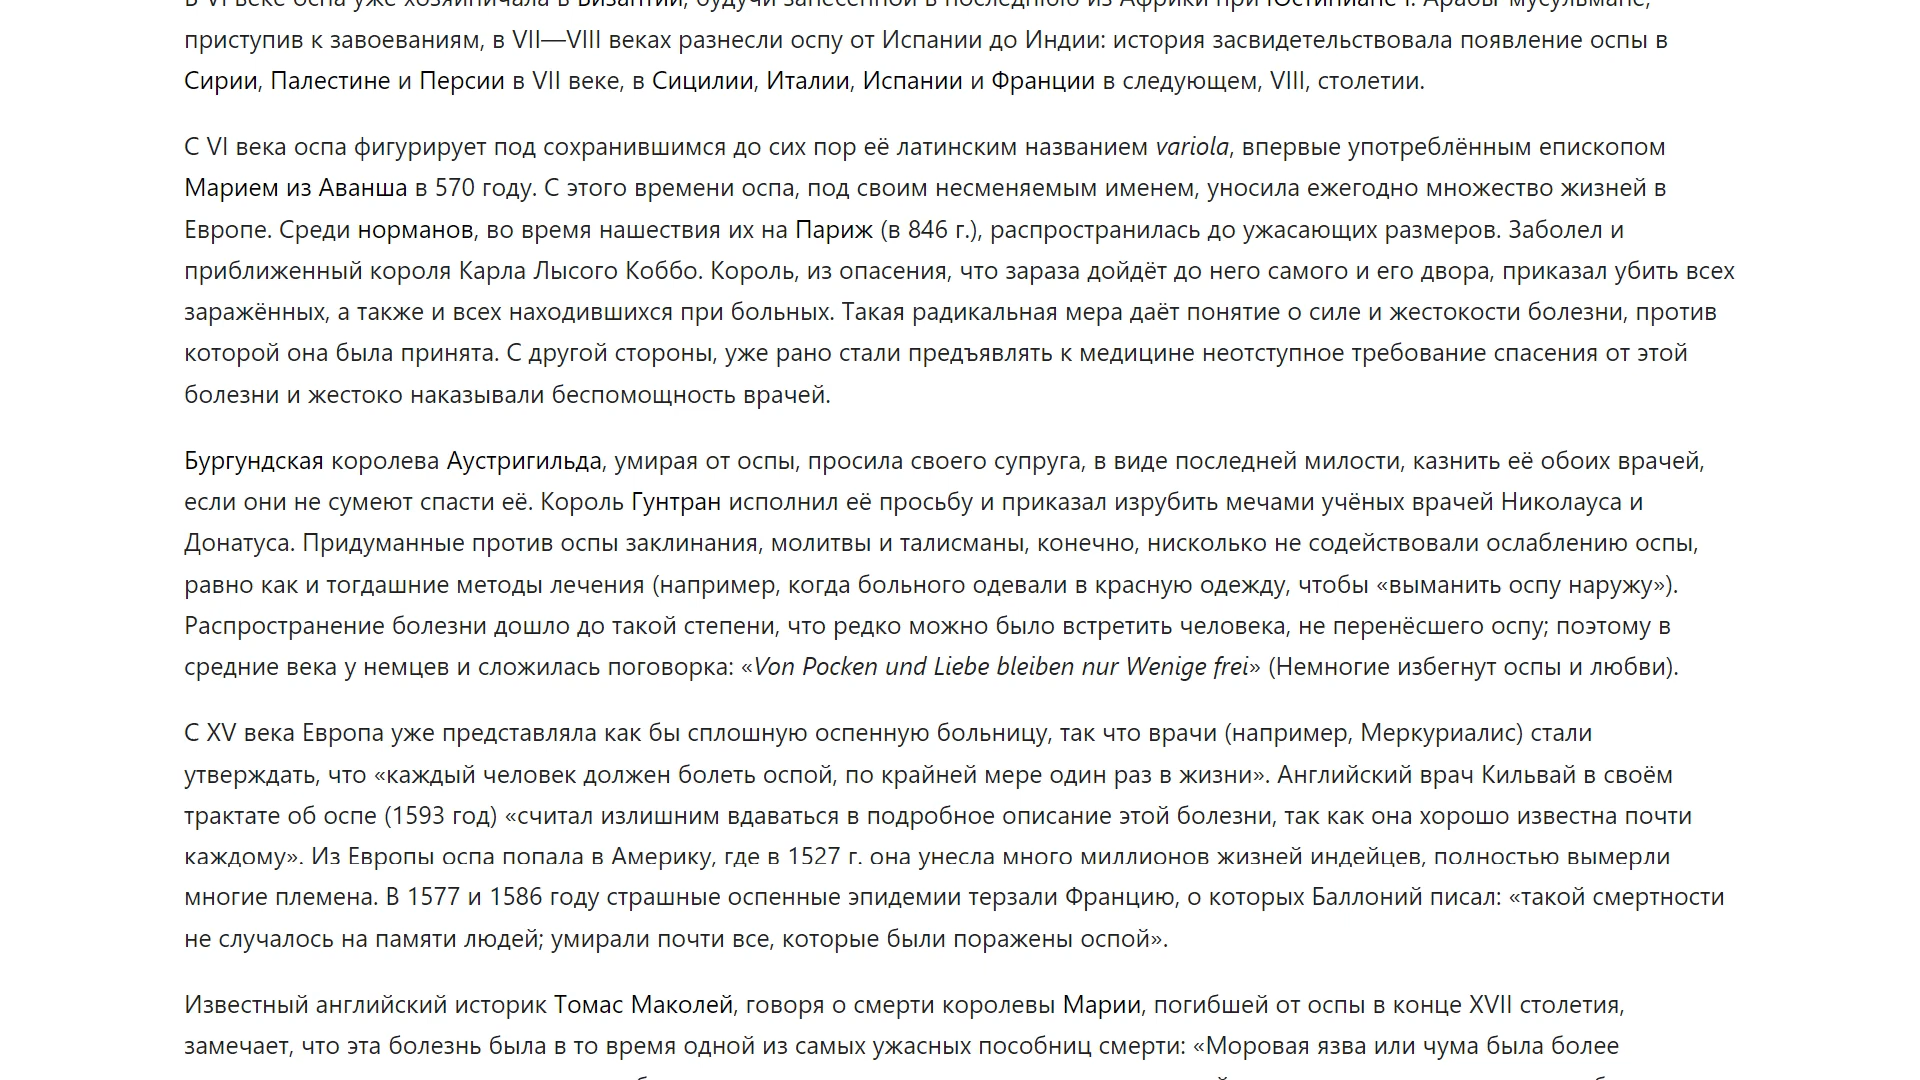 В VI веке оспа уже хозяйничала в Византии, будучи занесённой в последнюю из Африки при Юстиниане I. Арабы-мусульмане,
приступив к завоеваниям, в VII—VIII веках разнесли оспу от Испании до Индии: история засвидетельствовала появление оспы в
Сирии, Палестине и Персии в VII веке, в Сицилии, Италии, Испании и Франции в следующем, VIII, столетии.
С VI века оспа фигурирует под сохранившимся до сих пор её латинским названием variola, впервые употреблённым епископом
Марием из Аванша в 570 году. С этого времени оспа, под своим несменяемым именем, уносила ежегодно множество жизней в
Европе. Среди норманов, во время нашествия их на Париж (в 846 г.), распространилась до ужасающих размеров. Заболел и
приближенный короля Карла Лысого Коббо. Король, из опасения, что зараза дойдёт до него самого и его двора, приказал убить всех
заражённых, а также и всех находившихся при больных. Такая радикальная мера даёт понятие о силе и жестокости болезни, против
которой она была принята. С другой стороны, уже рано стали предъявлять к медицине неотступное требование спасения от этой
болезни и жестоко наказывали беспомощность врачей.
Бургундская королева Аустригильда, умирая от оспы, просила своего супруга, в виде последней милости, казнить её обоих врачей,
если они не сумеют спасти её. Король Гунтран исполнил её просьбу и приказал изрубить мечами учёных врачей Николауса и
Донатуса. Придуманные против оспы заклинания, молитвы и талисманы, конечно, нисколько не содействовали ослаблению оспы,
равно как и тогдашние методы лечения (например, когда больного одевали в красную одежду, чтобы «выманить оспу наружу»).
Распространение болезни дошло до такой степени, что редко можно было встретить человека, не перенёсшего оспу; поэтому в
средние века у немцев и сложилась поговорка: «Von Pocken und Liebe bleiben nur Wenige frei» (Немногие избегнут оспы и любви).
С XV века Европа уже представляла как бы сплошную оспенную больницу, так что врачи (например, Меркуриалис) стали
утверждать, что «каждый человек должен болеть оспой, по крайней мере один раз в жизни». Английский врач Кильвай в своём
трактате об оспе (1593 год) «считал излишним вдаваться в подробное описание этой болезни, так как она хорошо известна почти
каждому». Из Европы оспа попала в Америку, где в 1527 г. она унесла много миллионов жизней индейцев, полностью вымерли
многие племена. В 1577 и 1586 году страшные оспенные эпидемии терзали Францию, о которых Баллоний писал: «такой смертности
не случалось на памяти людей; умирали почти все, которые были поражены оспой».
Известный английский историк Томас Маколей, говоря о смерти королевы Марии, погибшей от оспы в конце XVII столетия,
замечает, что эта болезнь была в то время одной из самых ужасных пособниц смерти: «Моровая язва или чума была более